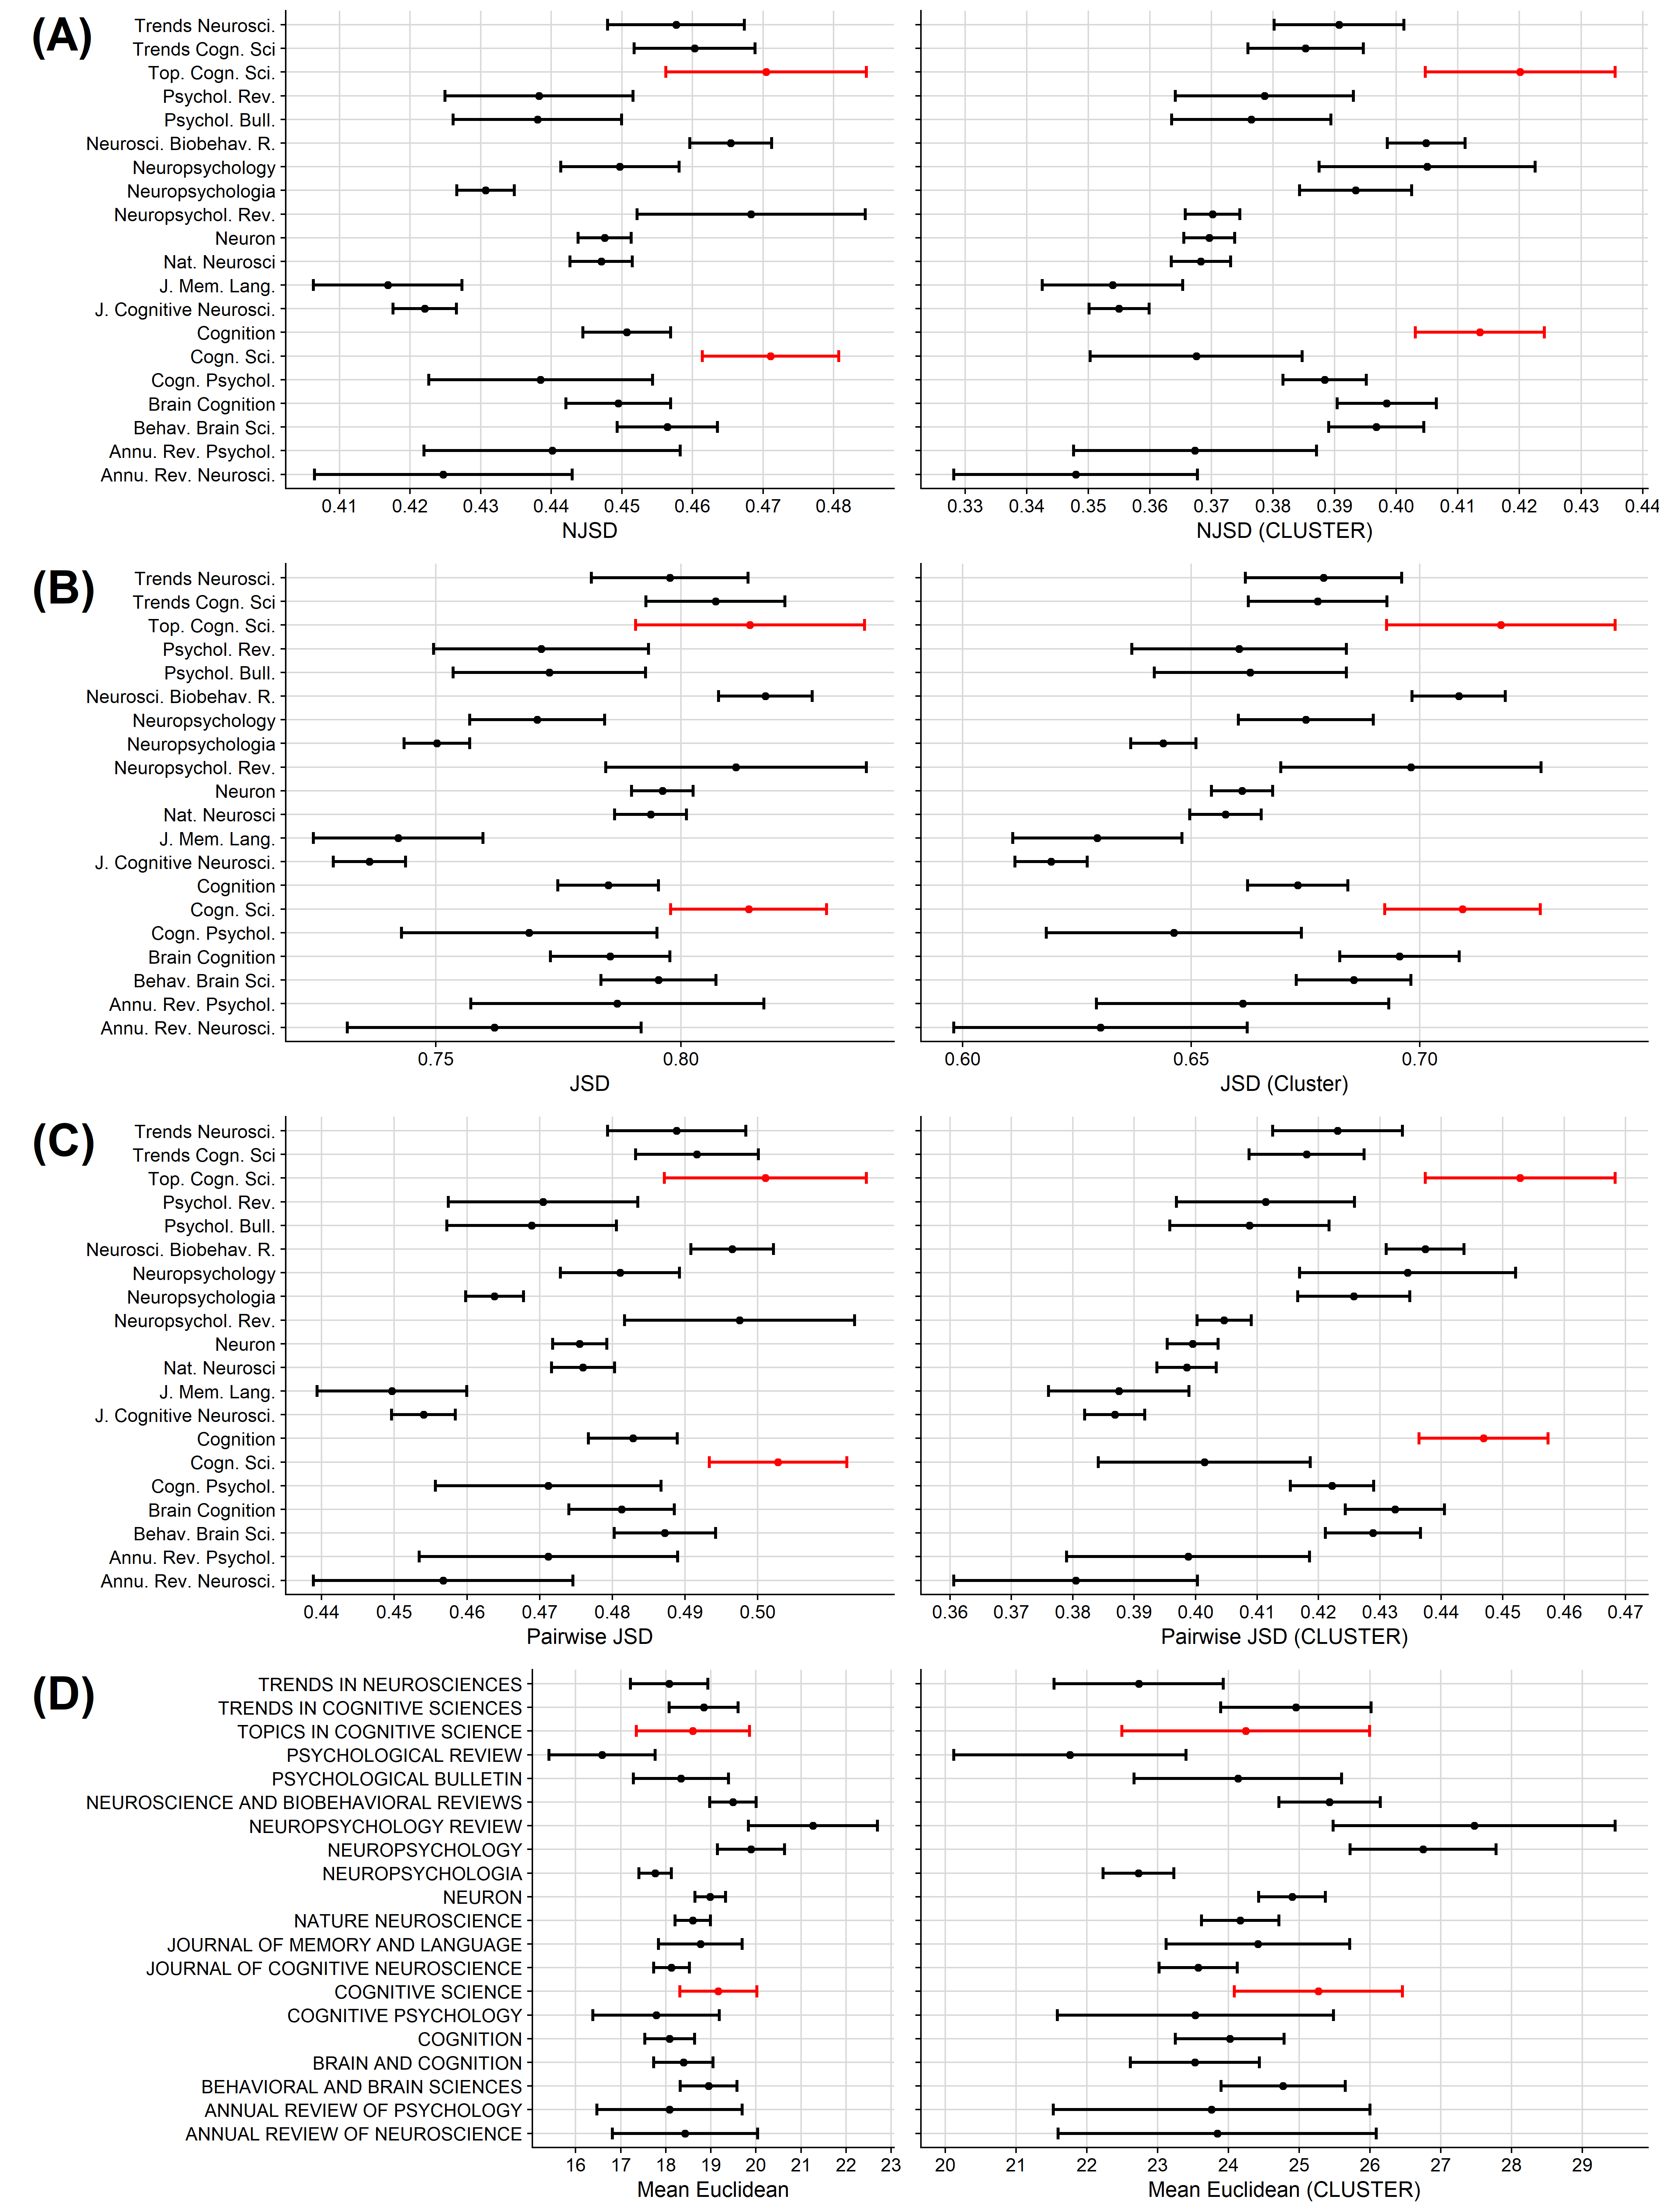 (A)
Trends Neurosci.
Trends Cogn. Sci
Top. Cogn. Sci.
Psychol. Rev.
Psychol. Bull.
Neurosci. Biobehav. R.
Neuropsychology
Neuropsychologia
Neuropsychol. Rev.
Neuron
Nat. Neurosci
J. Mem. Lang.
J. Cognitive Neurosci.
Cognition
Cogn. Sci.
Cogn. Psychol.
Brain Cognition
Behav. Brain Sci.
Annu. Rev. Psychol.
Annu. Rev. Neurosci.
0.41 0.42 0.43 0.44 0.45 0.46 0.47 0.48
NJSD
0.33 0.34 0.35 0.36 0.37 0.38 0.39 0.40 0.41 0.42 0.43 0.44
NJSD (CLUSTER)
(B)
Trends Neurosci.
Trends Cogn. Sci
Top. Cogn. Sci.
Psychol. Rev.
Psychol. Bull.
Neurosci. Biobehav. R.
Neuropsychology
Neuropsychologia
Neuropsychol. Rev.
Neuron
Nat. Neurosci
J. Mem. Lang.
J. Cognitive Neurosci.
Cognition
Cogn. Sci.
Cogn. Psychol.
Brain Cognition
Behav. Brain Sci.
Annu. Rev. Psychol.
Annu. Rev. Neurosci.
0.75 0.80
JSD
0.60 0.65 0.70
JSD (Cluster)
(C)
Trends Neurosci.
Trends Cogn. Sci
Top. Cogn. Sci.
Psychol. Rev.
Psychol. Bull.
Neurosci. Biobehav. R.
Neuropsychology
Neuropsychologia
Neuropsychol. Rev.
Neuron
Nat. Neurosci
J. Mem. Lang.
J. Cognitive Neurosci.
Cognition
Cogn. Sci.
Cogn. Psychol.
Brain Cognition
Behav. Brain Sci.
Annu. Rev. Psychol.
Annu. Rev. Neurosci.
0.44 0.45 0.46 0.47 0.48 0.49 0.50
Pairwise JSD
0.36 0.37 0.38 0.39 0.40 0.41 0.42 0.43 0.44 0.45 0.46 0.47
Pairwise JSD (CLUSTER)
(D)
TRENDS IN NEUROSCIENCES
TRENDS IN COGNITIVE SCIENCES
TOPICS IN COGNITIVE SCIENCE
PSYCHOLOGICAL REVIEW
PSYCHOLOGICAL BULLETIN
NEUROSCIENCE AND BIOBEHAVIORAL REVIEWS
NEUROPSYCHOLOGY REVIEW
NEUROPSYCHOLOGY
NEUROPSYCHOLOGIA
NEURON
NATURE NEUROSCIENCE
JOURNAL OF MEMORY AND LANGUAGE
JOURNAL OF COGNITIVE NEUROSCIENCE
COGNITIVE SCIENCE
COGNITIVE PSYCHOLOGY
COGNITION
BRAIN AND COGNITION
BEHAVIORAL AND BRAIN SCIENCES
ANNUAL REVIEW OF PSYCHOLOGY
ANNUAL REVIEW OF NEUROSCIENCE
16 17 18 19 20 21 22 23
Mean Euclidean
20 21 22 23 24 25 26 27 28 29
Mean Euclidean (CLUSTER)